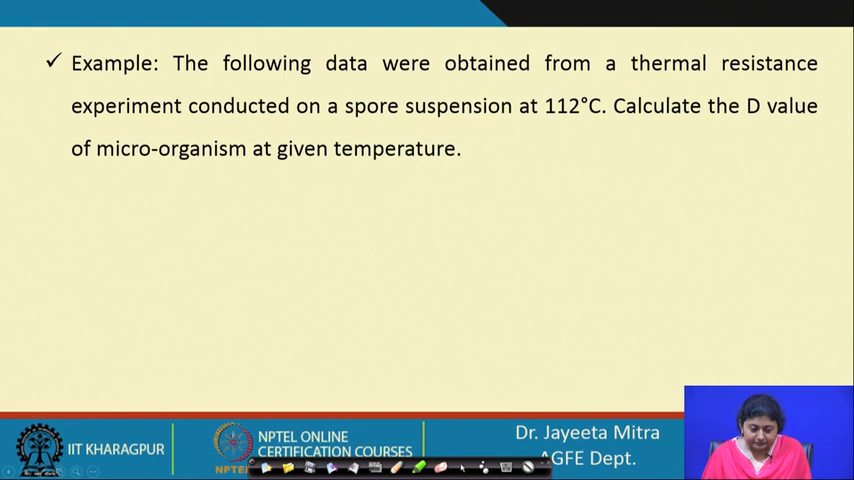 ✓ Example: The following data were obtained from a thermal resistance
experiment conducted on a spore suspension at 112°C. Calculate the D value
of micro-organism at given temperature.
IIT KHARAGPUR
NPTEL
NPTEL ONLINE
CERTIFICATION COURSES
Dr. Jayeeta Mitra
AGFE Dept.